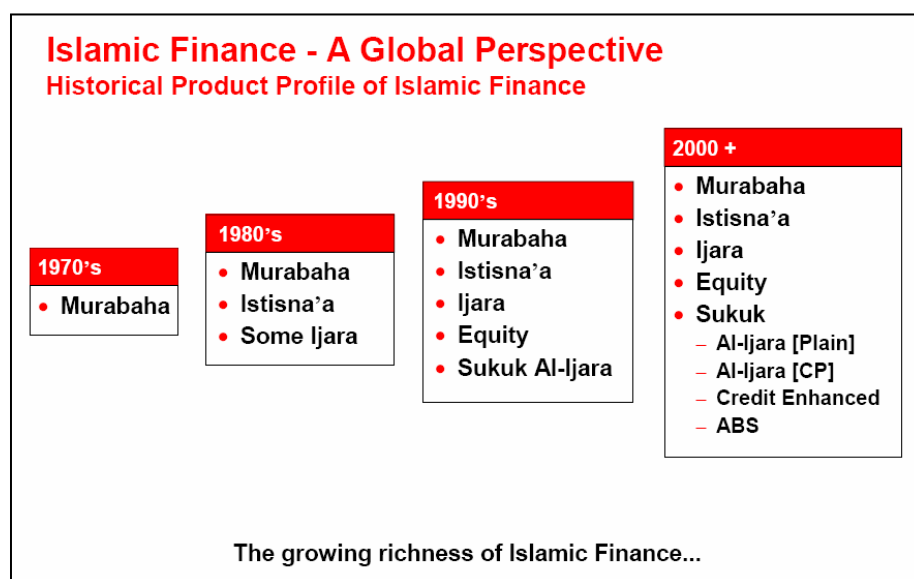 Islamic Finance - A Global Perspective
Historical Product Profile of Islamic Finance
1970's
• Murabaha
1980's
• Murabaha
• Istisna'a
• Some Ijara
1990's
• Murabaha
• Istisna'a
• Ijara
• Equity
• Sukuk Al-Ijara
2000 +
• Murabaha
• Istisna'a
• Ijara
• Equity
• Sukuk
– Al-Ijara [Plain]
– Al-Ijara [CP]
– Credit Enhanced
– ABS
The growing richness of Islamic Finance...